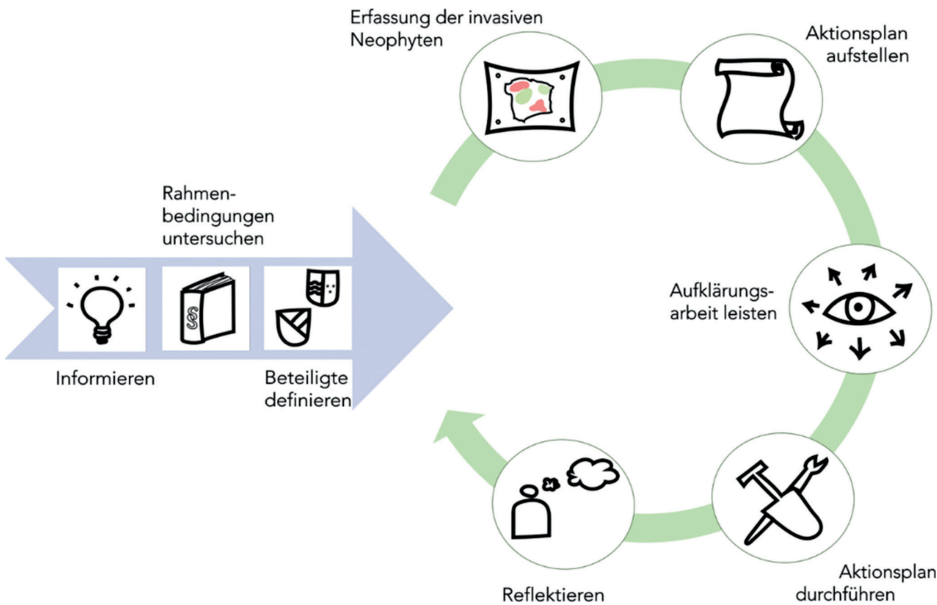 Erfassung der invasiven
Neophyten
Aktionsplan
aufstellen
Rahmen-
bedingungen
untersuchen
§
Informieren
Beteiligte
definieren
Aufklärungs-
arbeit leisten
Aktionsplan
durchführen
Reflektieren